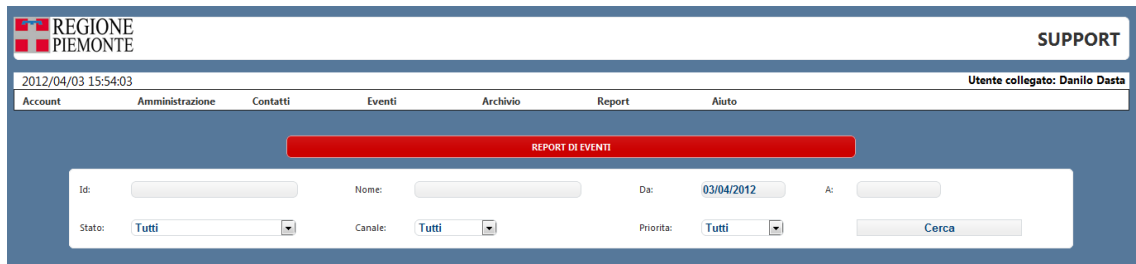 REGIONE
PIEMONTE
SUPPORT
2012/04/03 15:54:03 Utente collegato: Danilo Dasta
Account Amministrazione Contatti Eventi Archivio Report Aiuto
REPORT DI EVENTI
Id: Nome: Da: 03/04/2012 A:
Stato: Tutti Canale: Tutti Priorita: Tutti Cerca